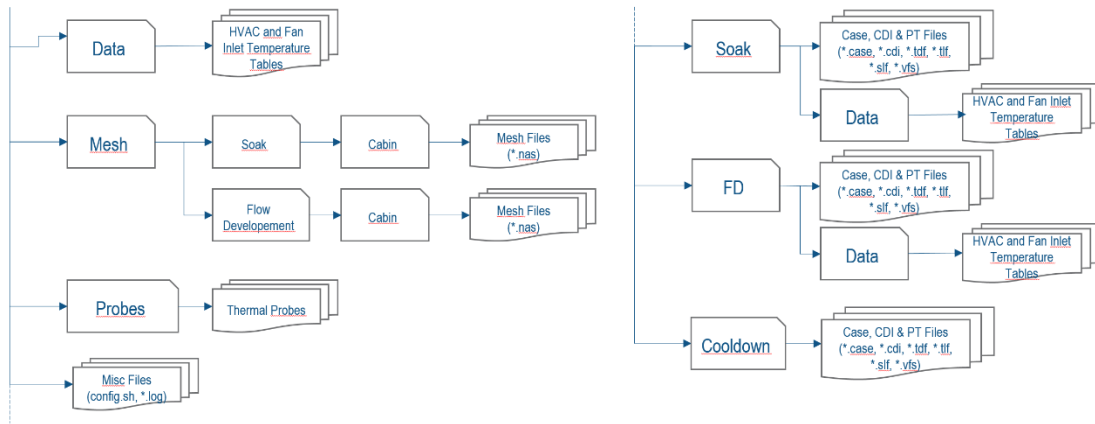 Data
HVAC and Fan
Inlet Temperature
Tables
Mesh
Soak
Cabin
Mesh Files
(*.nas)
Flow
Developement
Cabin
Mesh Files
(*.nas)
Probes
Thermal Probes
Misc Files
(config.sh, *.log)
Soak
Case, CDI & PT Files
(*.case, *.cdi, *.tdf, *.tlf,
*.slf, *.vfs)
Data
HVAC and Fan Inlet
Temperature
Tables
FD
Case, CDI & PT Files
(*.case, *.cdi, *.tdf, *.tlf,
*.slf, *.vfs)
Data
HVAC and Fan Inlet
Temperature
Tables
Cooldown
Case, CDI & PT Files
(*.case, *.cdi, *.tdf, *.tlf,
*.slf, *.vfs)